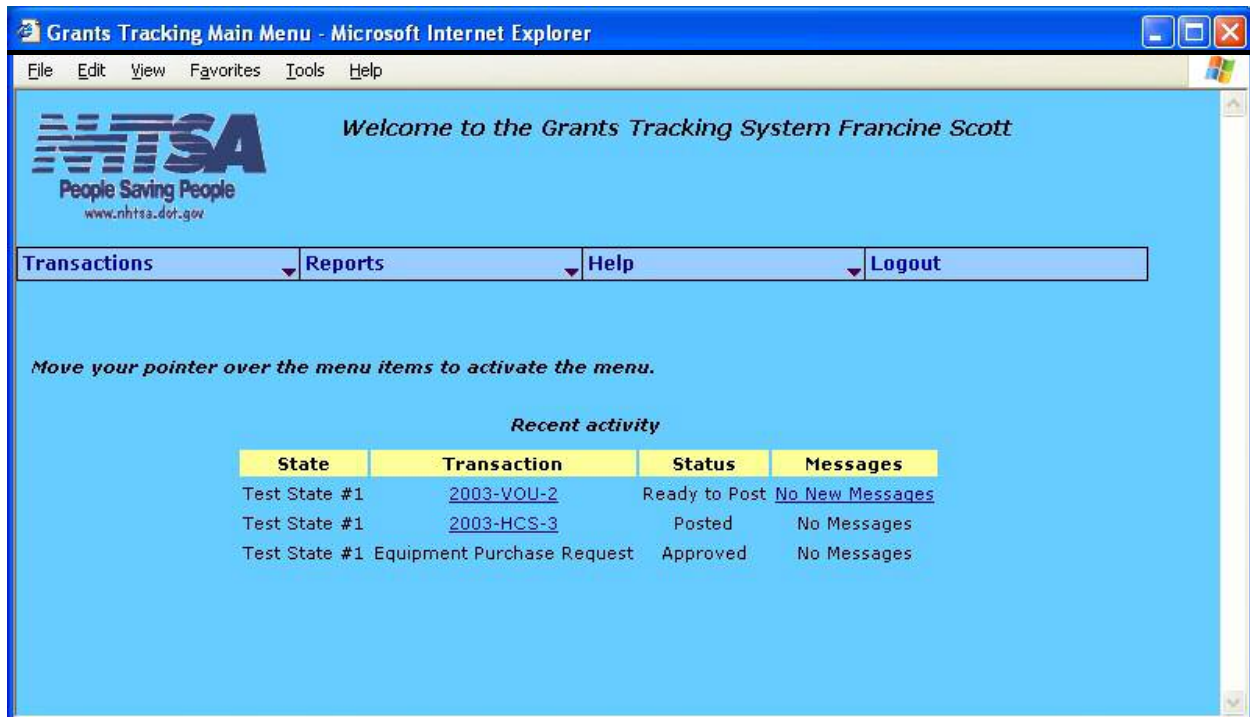 Grants Tracking Main Menu - Microsoft Internet Explorer
File Edit View Favorites Tools Help
NHTSA
People Saving People
www.nhtsa.dot.gov
Welcome to the Grants Tracking System Francine Scott
Transactions Reports Help Logout
Move your pointer over the menu items to activate the menu.
Recent activity
State Transaction Status Messages
Test State #1 2003-VOU-2 Ready to Post No New Messages
Test State #1 2003-HCS-3 Posted No Messages
Test State #1 Equipment Purchase Request Approved No Messages